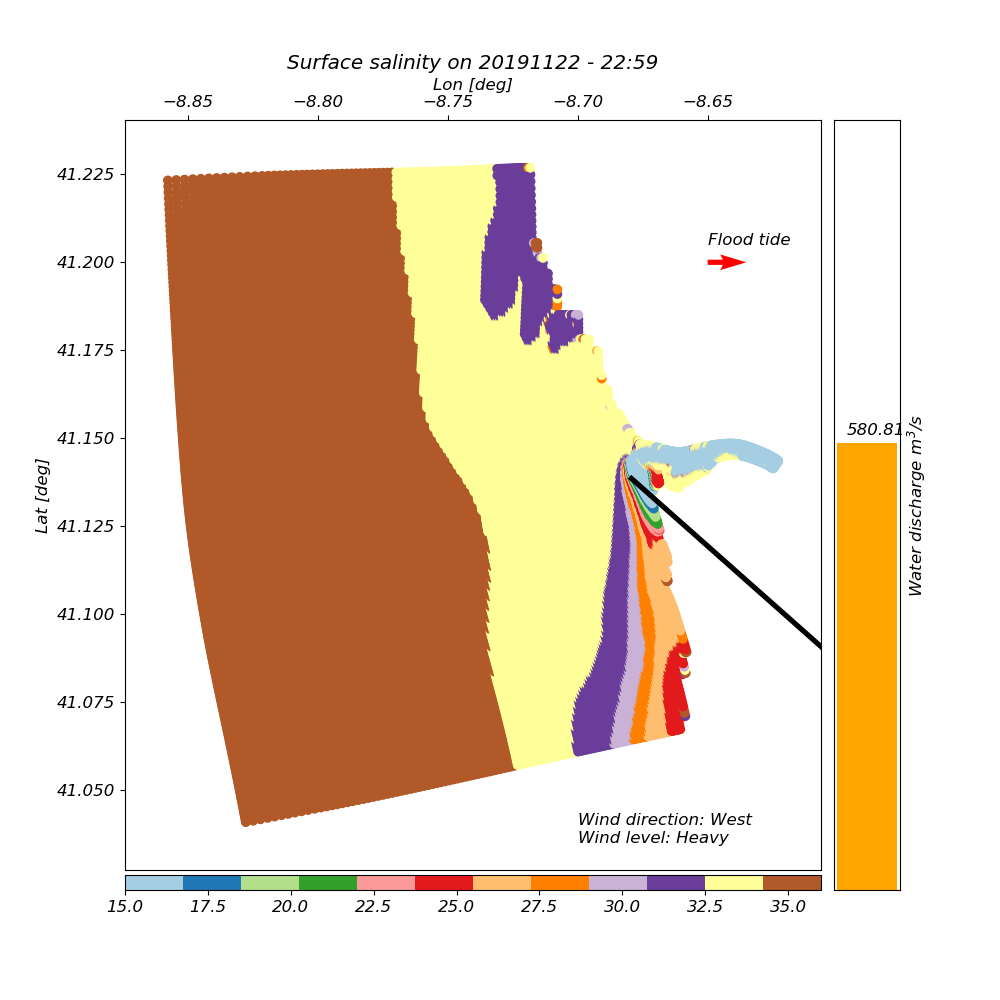 Surface salinity on 20191122 - 22:59
Lon [deg]
−8.85 −8.80 −8.75 −8.70 −8.65
41.225
41.200
41.175
41.150
41.125
41.100
41.075
41.050
Lat [deg]
Flood tide
580.81
Water discharge m³/s
Wind direction: West
Wind level: Heavy
15.0 17.5 20.0 22.5 25.0 27.5 30.0 32.5 35.0